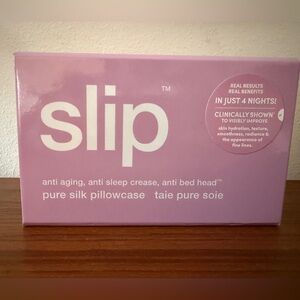 slip™
REAL RESULTS
REAL BENEFITS
IN JUST 4 NIGHTS!
CLINICALLY SHOWN
TO VISIBLY IMPROVE
skin hydration, texture,
smoothness, radiance &
the appearance of
fine lines.
anti aging, anti sleep crease, anti bed head™
pure silk pillowcase taie pure soie